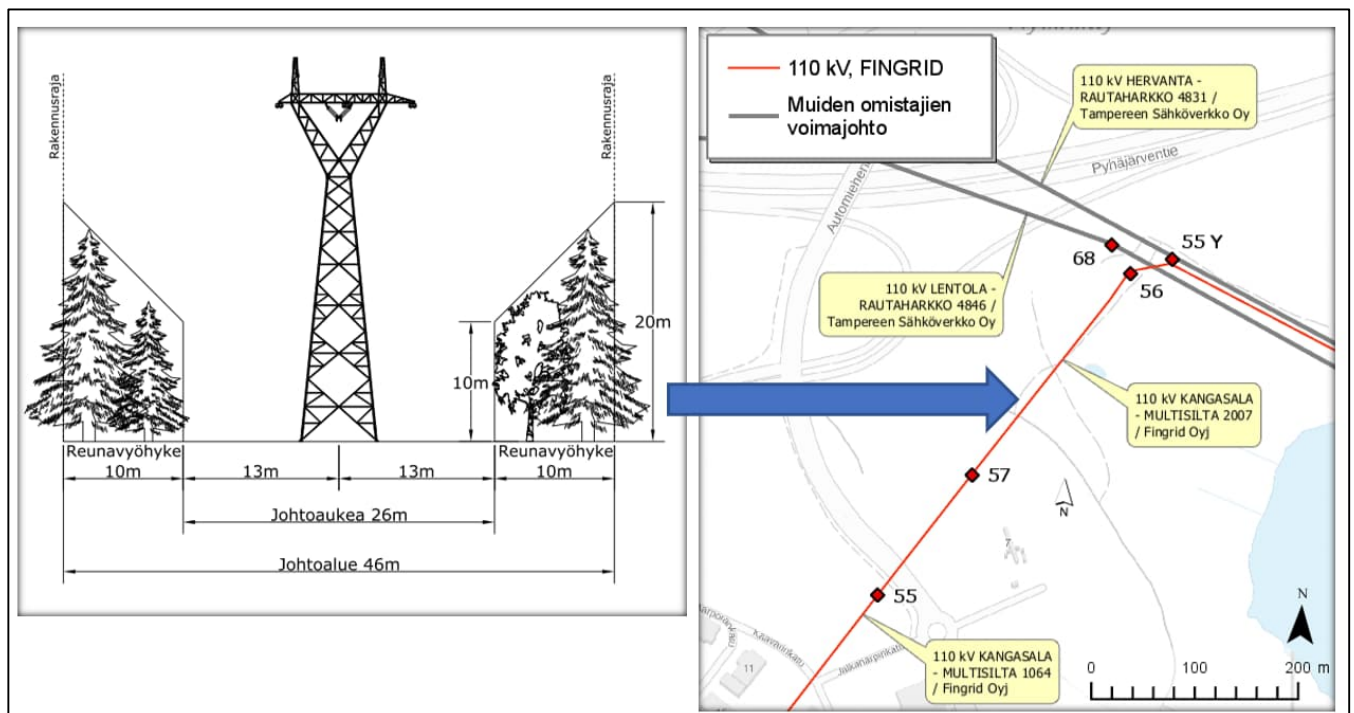 Rakennusraja
Rakennusraja
20m
10m
Reunavyöhyke
Reunavyöhyke
10m
13m
13m
10m
Johtoaukea 26m
Johtoalue 46m
110 kV, FINGRID
Muiden omistajien
voimajohto
110 kV HERVANTA -
RAUTAHARKKO 4831 /
Tampereen Sähköverkko Oy
Pyhäjärventie
68
55 Y
56
110 kV LENTOLA -
RAUTAHARKKO 4846 /
Tampereen Sähköverkko Oy
110 kV KANGASALA
- MULTISILTA 2007
/ Fingrid Oyj
57
N
55
110 kV KANGASALA
- MULTISILTA 1064
/ Fingrid Oyj
11
N
0 100 200 m